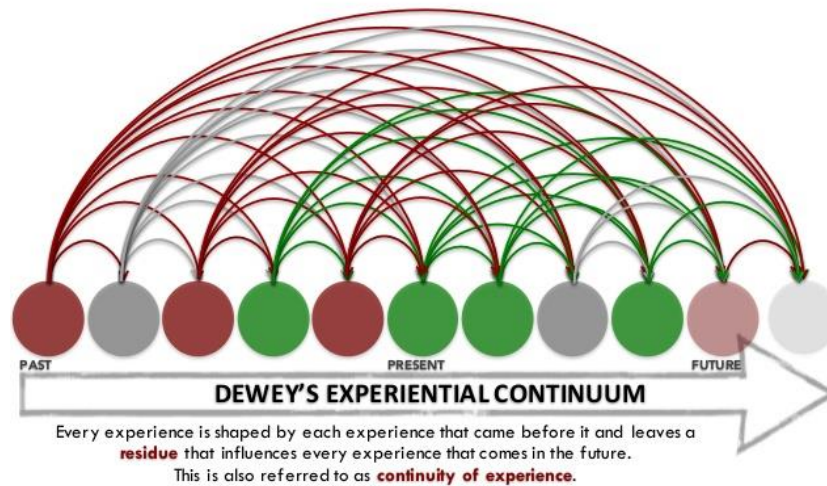 PAST PRESENT FUTURE
DEWEY'S EXPERIENTIAL CONTINUUM
Every experience is shaped by each experience that came before it and leaves a
residue that influences every experience that comes in the future.
This is also referred to as continuity of experience.